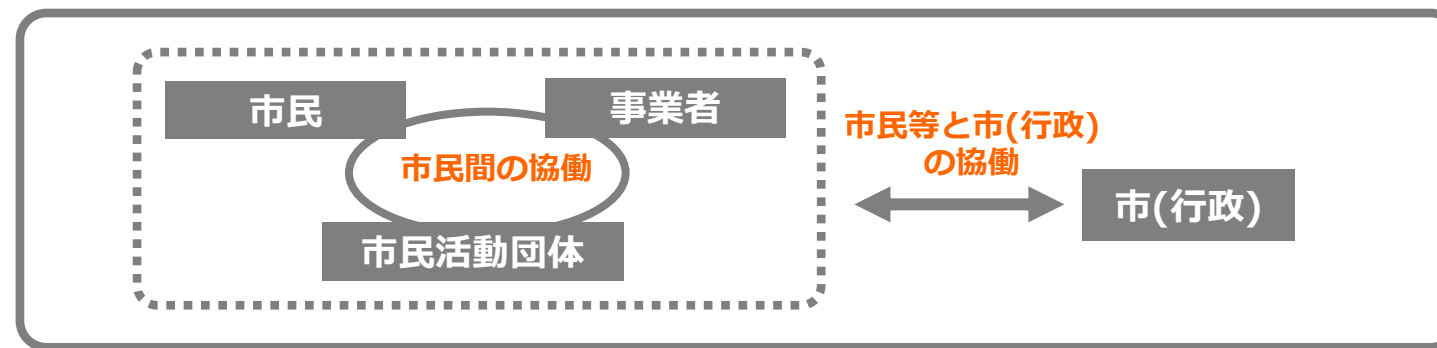 市民
事業者
市民間の協働
市民活動団体
市民等と市(行政)
の協働
市(行政)